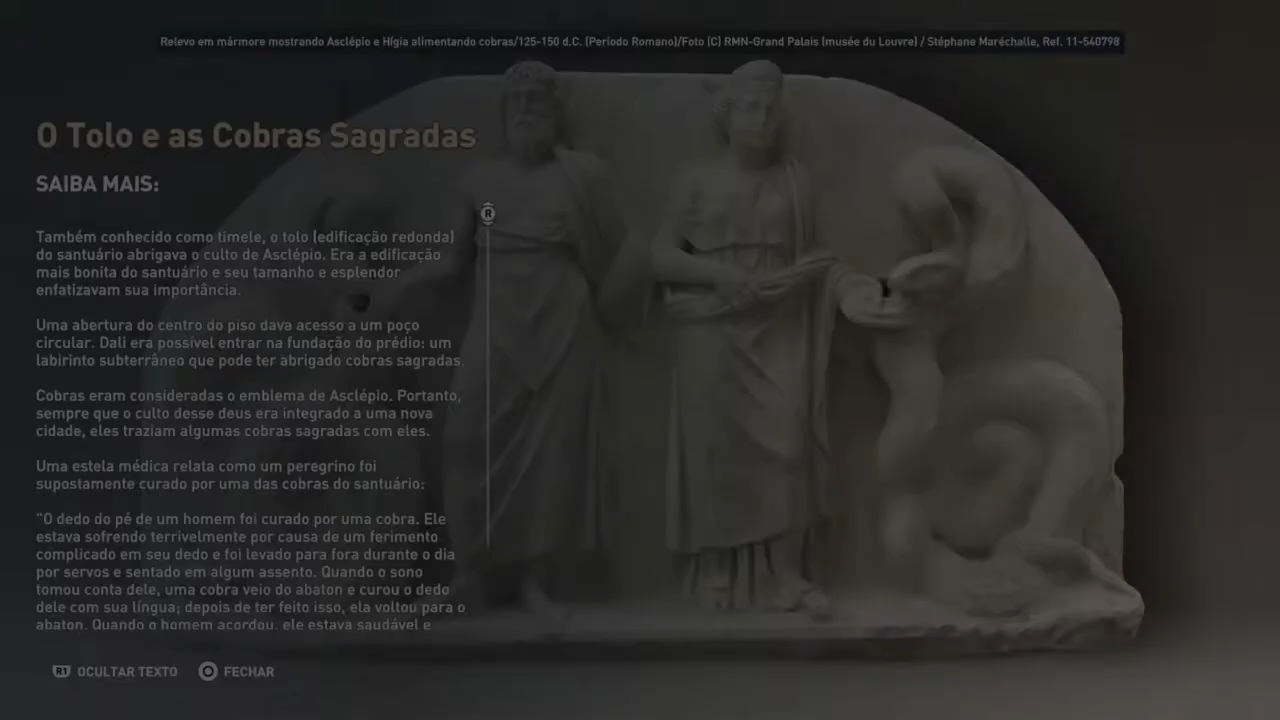 Relevo em mármore mostrando Asclépio e Hígia alimentando cobras/125-150 d.C. (Período Romano)/Foto (C) RMN-Grand Palais (musée du Louvre) / Stéphane Maréchalle, Ref. 11-540798
O Tolo e as Cobras Sagradas
SAIBA MAIS:
R
Também conhecido como timele, o tolo (edificação redonda)
do santuário abrigava o culto de Asclépio. Era a edificação
mais bonita do santuário e seu tamanho e esplendor
enfatizavam sua importância.
Uma abertura do centro do piso dava acesso a um poço
circular. Dali era possível entrar na fundação do prédio: um
labirinto subterrâneo que pode ter abrigado cobras sagradas.
Cobras eram consideradas o emblema de Asclépio. Portanto,
sempre que o culto desse deus era integrado a uma nova
cidade, eles traziam algumas cobras sagradas com eles.
Uma estela médica relata como um peregrino foi
supostamente curado por uma das cobras do santuário:
"O dedo do pé de um homem foi curado por uma cobra. Ele
estava sofrendo terrivelmente por causa de um ferimento
complicado em seu dedo e foi levado para fora durante o dia
por servos e sentado em algum assento. Quando o sono
tomou conta dele, uma cobra veio do abaton e curou o dedo
dele com sua língua; depois de ter feito isso, ela voltou para o
abaton. Quando o homem acordou, ele estava saudável e
R1 OCULTAR TEXTO FECHAR